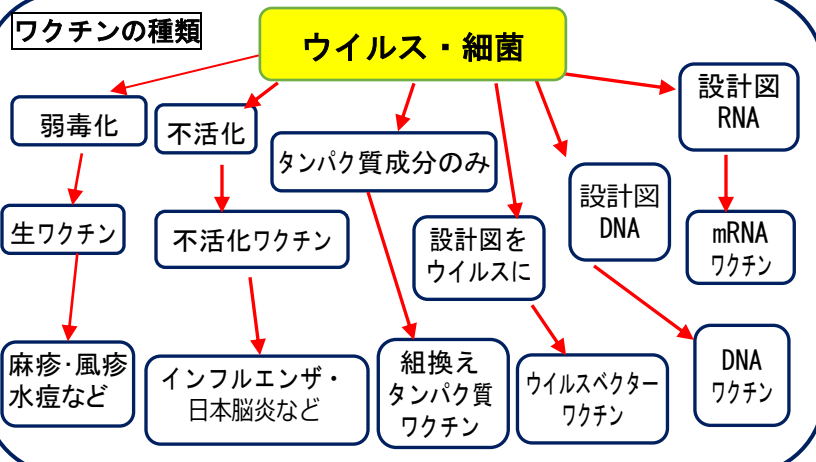 ワクチンの種類
ウイルス・細菌
弱毒化
不活化
タンパク質成分のみ
設計図を
ウイルスに
設計図
DNA
設計図
RNA
生ワクチン
不活化ワクチン
mRNA
ワクチン
麻疹・風疹
水痘など
インフルエンザ・
日本脳炎など
組換え
タンパク質
ワクチン
ウイルスベクター
ワクチン
DNA
ワクチン